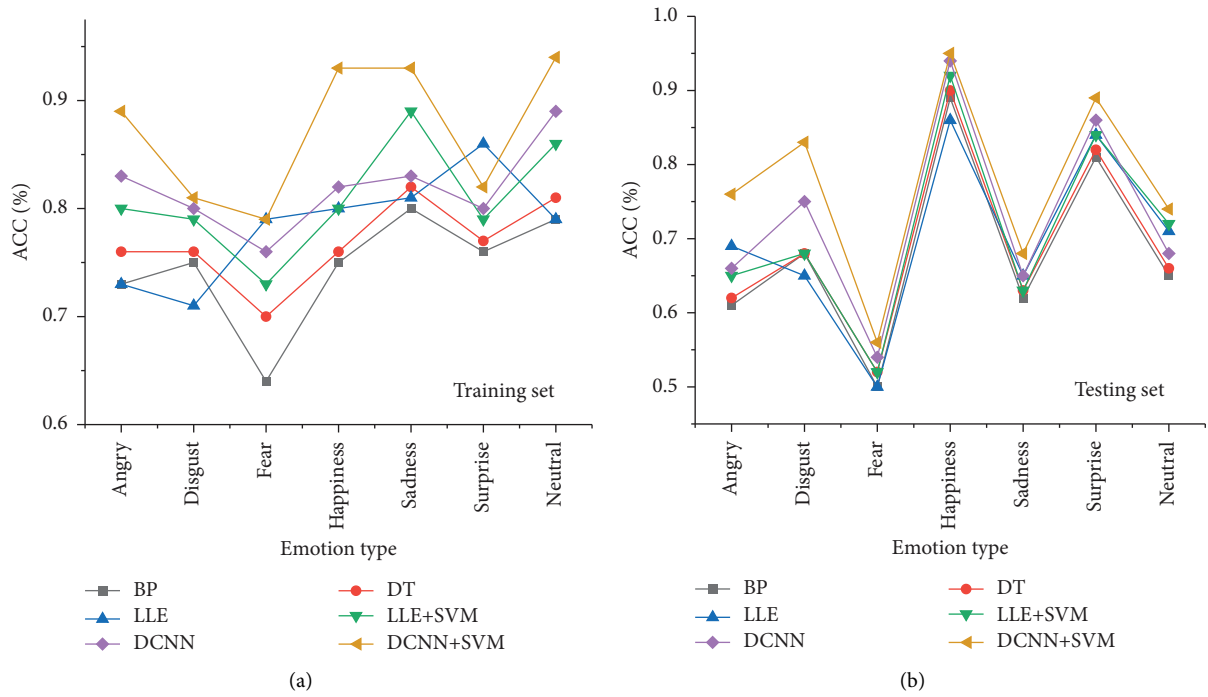 0.9
0.8
0.7
0.6
ACC (%)
Training set
Angry
Disgust
Fear
Happiness
Sadness
Surprise
Neutral
Emotion type
BP
DT
LLE
LLE+SVM
DCNN
DCNN+SVM
(a)
1.0
0.9
0.8
0.7
0.6
0.5
ACC (%)
Testing set
Angry
Disgust
Fear
Happiness
Sadness
Surprise
Neutral
Emotion type
BP
DT
LLE
LLE+SVM
DCNN
DCNN+SVM
(b)